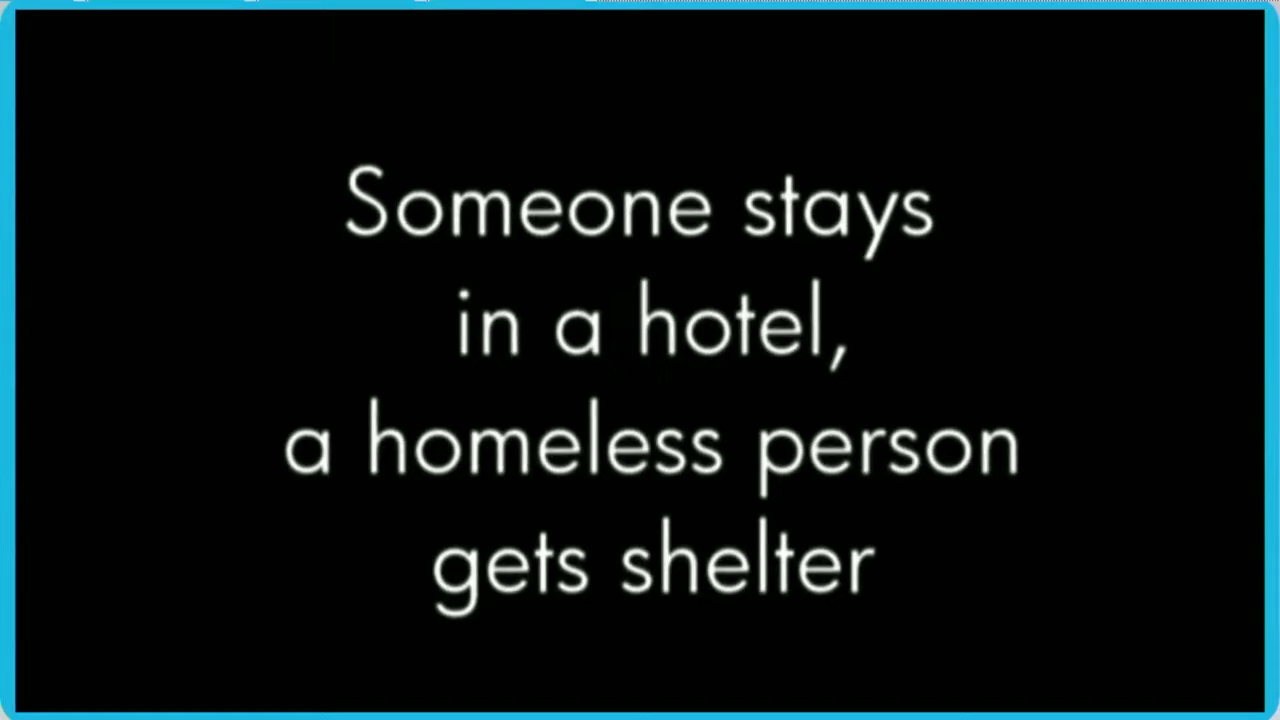 Someone stays
in a hotel,
a homeless person
gets shelter